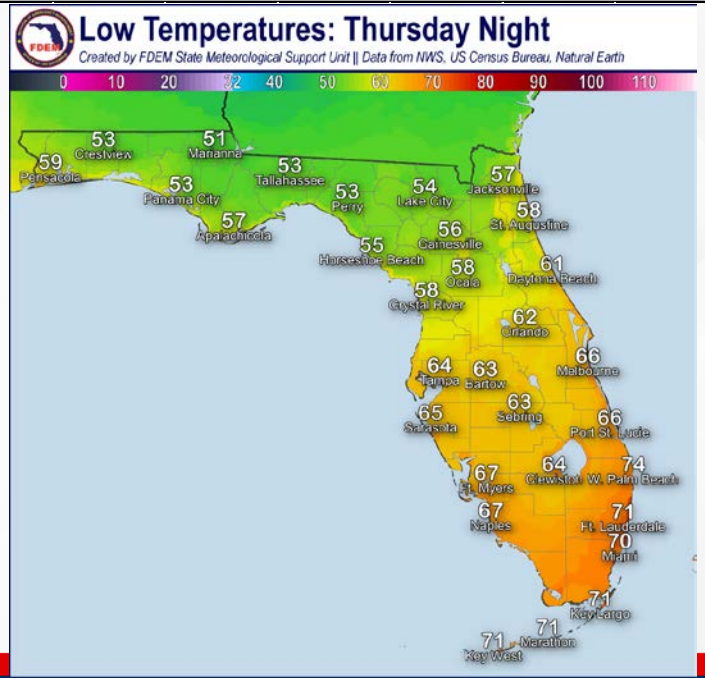 FDEM
Low Temperatures: Thursday Night
Created by FDEM State Meteorological Support Unit || Data from NWS, US Census Bureau, Natural Earth
0 10 20 32 40 50 60 70 80 90 100 110
53
Crestview
51
Marianna
59
Pensacola
53
Tallahassee
53
Panama City
53
Perry
54
Lake City
57
Jacksonville
57
Apalachicola
58
St. Augustine
56
Gainesville
55
Horseshoe Beach
58
Ocala
61
Daytona Beach
58
Crystal River
62
Orlando
66
Melbourne
64
Tampa
63
Bartow
63
Sebring
65
Sarasota
66
Port St. Lucie
67
Ft. Myers
64
Clewiston
74
W. Palm Beach
67
Naples
71
Ft. Lauderdale
70
Miami
71
Key Largo
71
Marathon
71
Key West